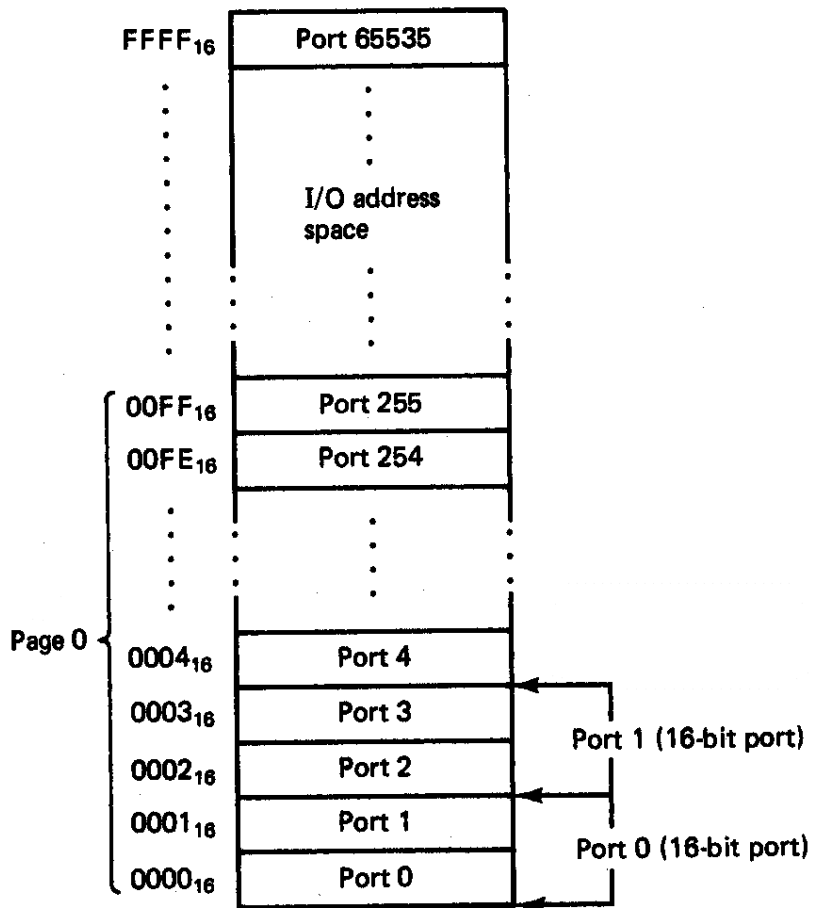 FFFF₁₆ Port 65535
I/O address
space
00FF₁₆ Port 255
00FE₁₆ Port 254
Page 0
0004₁₆ Port 4
0003₁₆ Port 3
Port 1 (16-bit port)
0002₁₆ Port 2
0001₁₆ Port 1
Port 0 (16-bit port)
0000₁₆ Port 0